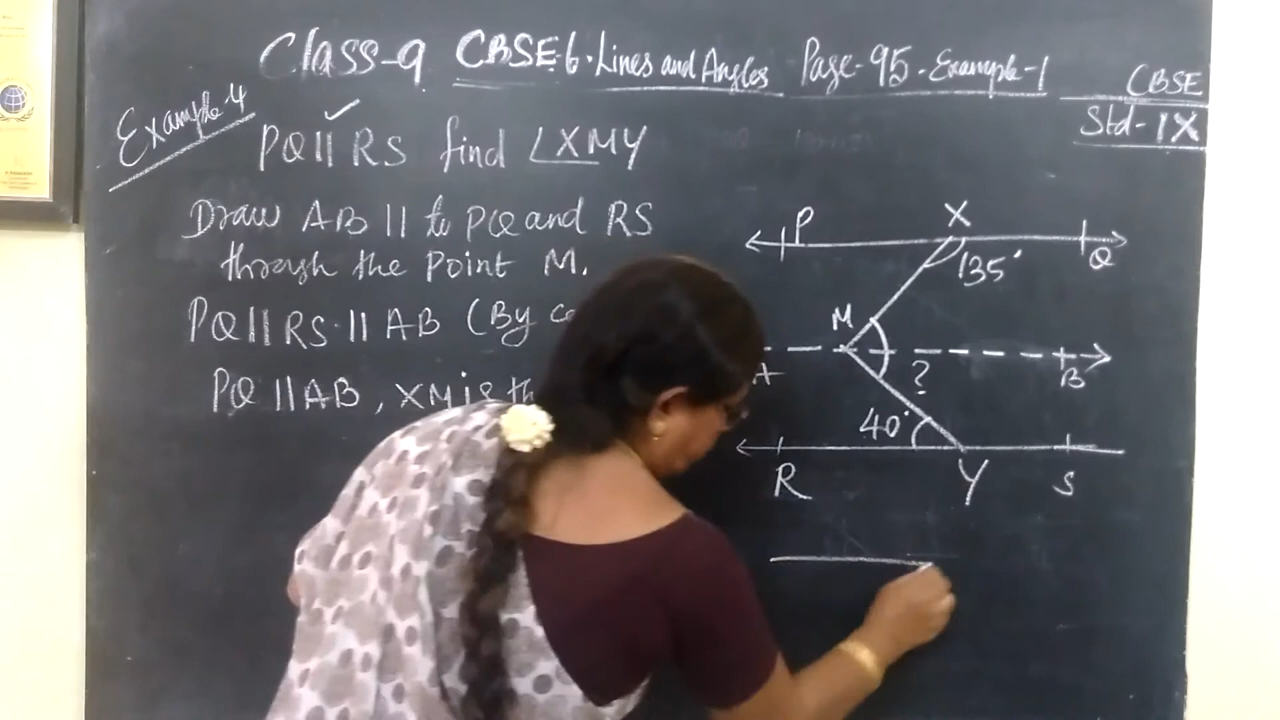 Class-9 CBSE-6. Lines and Angles Page-95. Example-1
CBSE
Std-IX
Example-4
PQ || RS find ∠XMY
Draw AB || to PQ and RS
through the Point M.
PQ || RS. || AB (By
PQ || AB, XM is
P
X
Q
135°
M
A
?
B
40°
R
Y
S